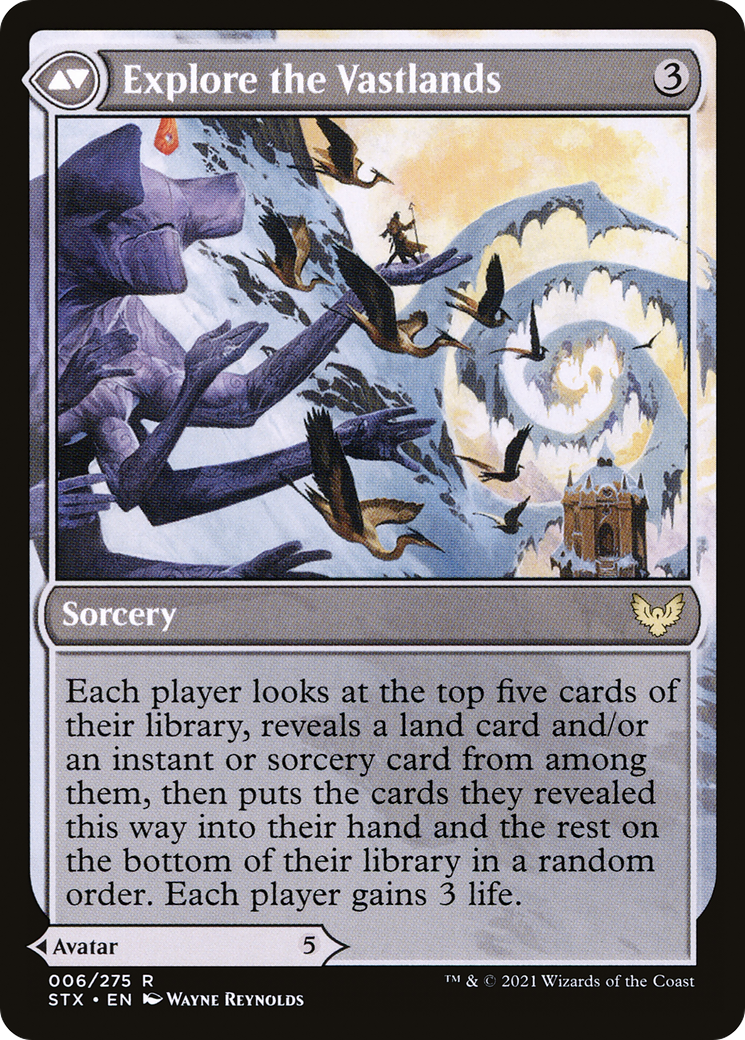 Explore the Vastlands 3
Sorcery
Each player looks at the top five cards of
their library, reveals a land card and/or
an instant or sorcery card from among
them, then puts the cards they revealed
this way into their hand and the rest on
the bottom of their library in a random
order. Each player gains 3 life.
Avatar 5
006/275 R
STX • EN Wayne Reynolds
™ & © 2021 Wizards of the Coast